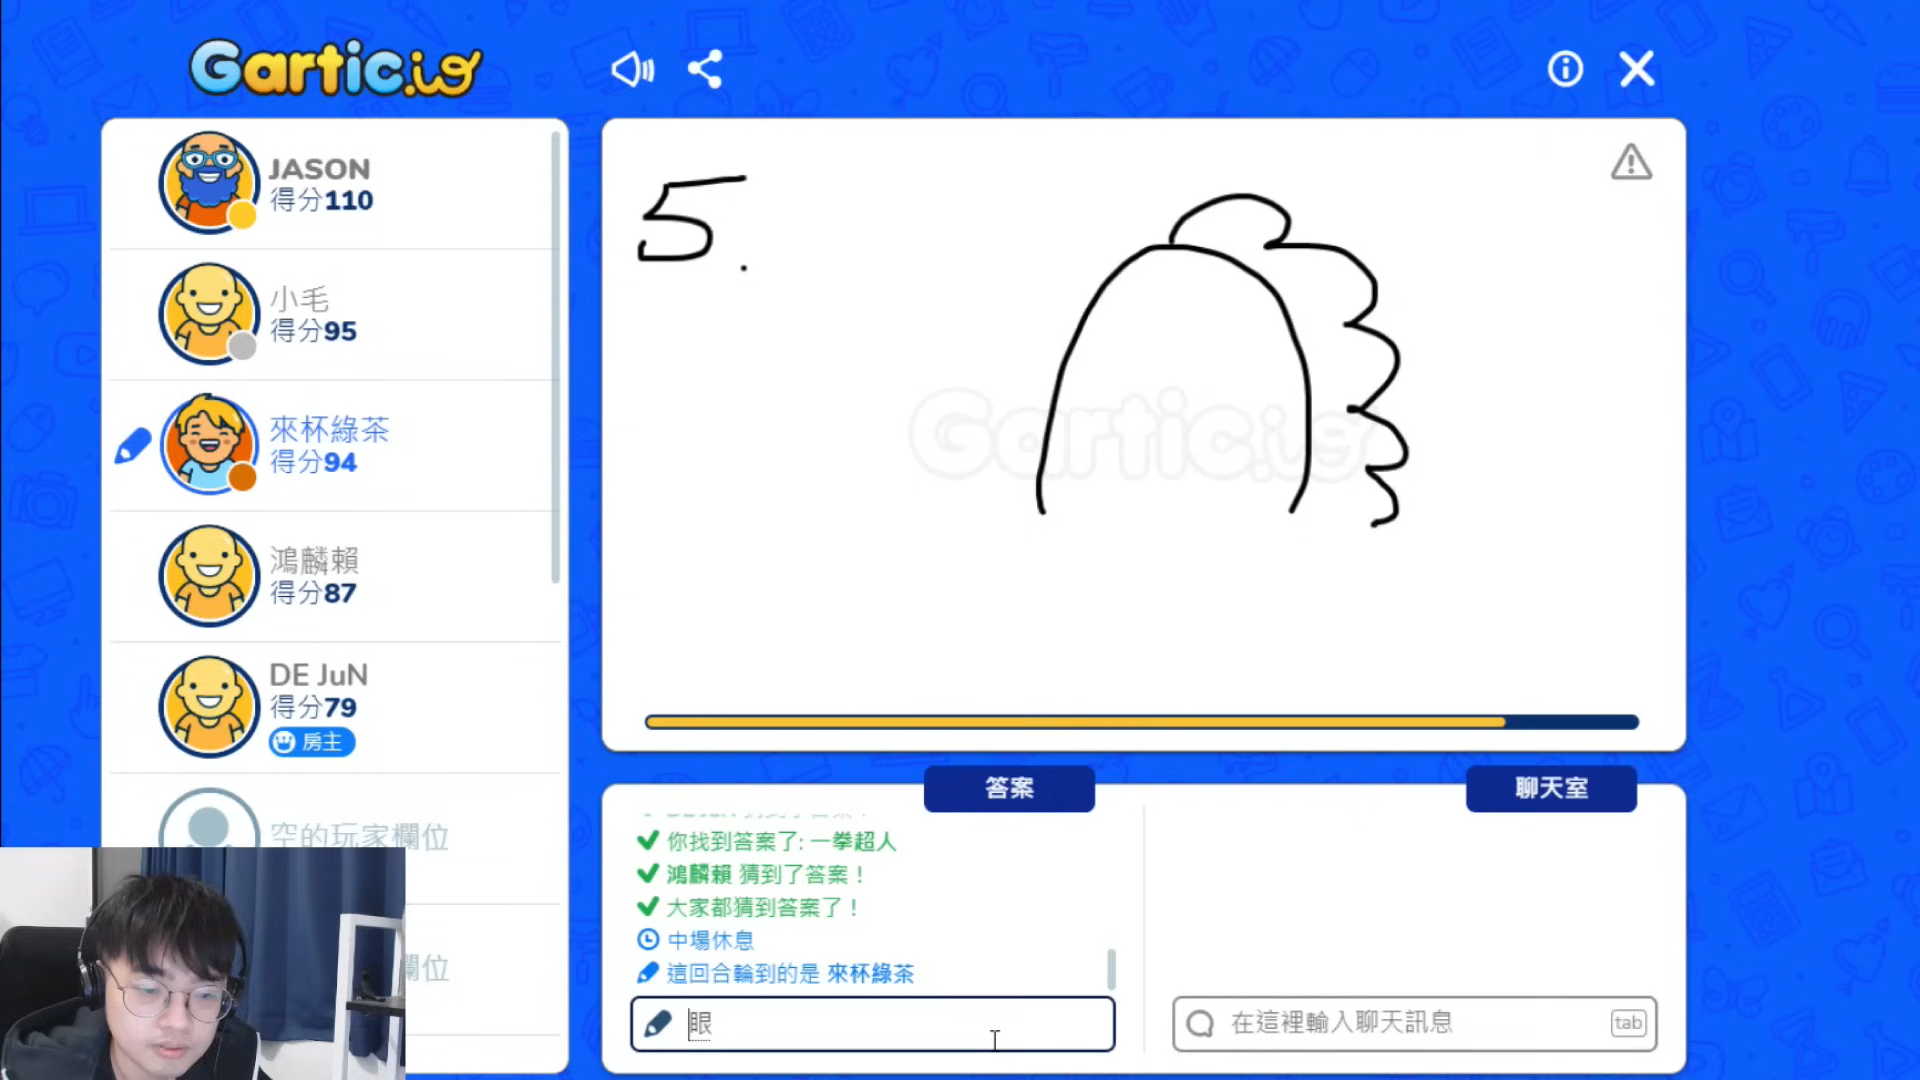 Gartic.io
JASON
得分110
小毛
得分95
來杯綠茶
得分94
鴻麟賴
得分87
DE JuN
得分79
房主
空的玩家欄位
欄位
5.
Gartic.io
答案
聊天室
你找到答案了: 一拳超人
鴻麟賴 猜到了答案！
大家都猜到答案了！
中場休息
這回合輪到的是 來杯綠茶
眼
在這裡輸入聊天訊息
tab